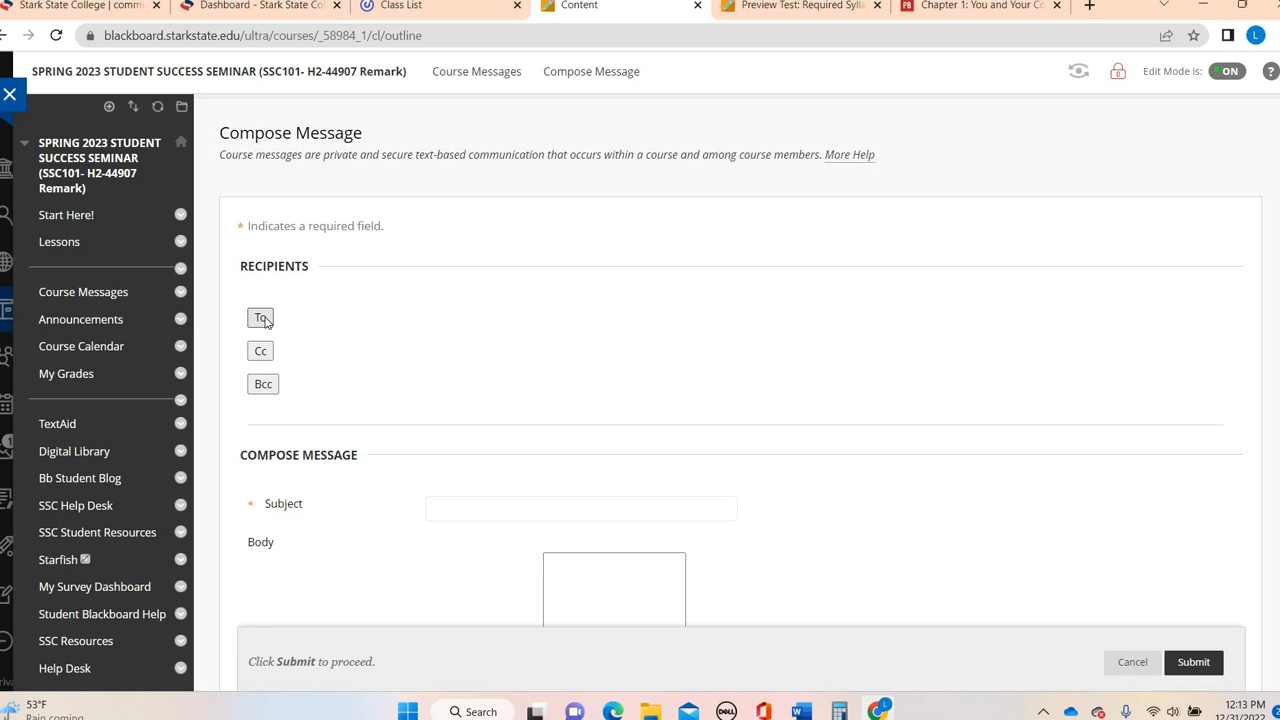 Stark State College | comm
Dashboard - Stark State Col
Class List
Content
Preview Test: Required Sylla
Chapter 1: You and Your Co
blackboard.starkstate.edu/ultra/courses/_58984_1/cl/outline
L
SPRING 2023 STUDENT SUCCESS SEMINAR (SSC101- H2-44907 Remark)
Course Messages
Compose Message
Edit Mode is:
ON
?
SPRING 2023 STUDENT
SUCCESS SEMINAR
(SSC101- H2-44907
Remark)
Start Here!
Lessons
Course Messages
Announcements
Course Calendar
My Grades
TextAid
Digital Library
Bb Student Blog
SSC Help Desk
SSC Student Resources
Starfish
My Survey Dashboard
Student Blackboard Help
SSC Resources
Help Desk
Compose Message
Course messages are private and secure text-based communication that occurs within a course and among course members. More Help
* Indicates a required field.
RECIPIENTS
To
Cc
Bcc
COMPOSE MESSAGE
* Subject
Body
Click Submit to proceed.
Cancel
Submit
53°F
Rain coming
Search
DELL
L
12:13 PM